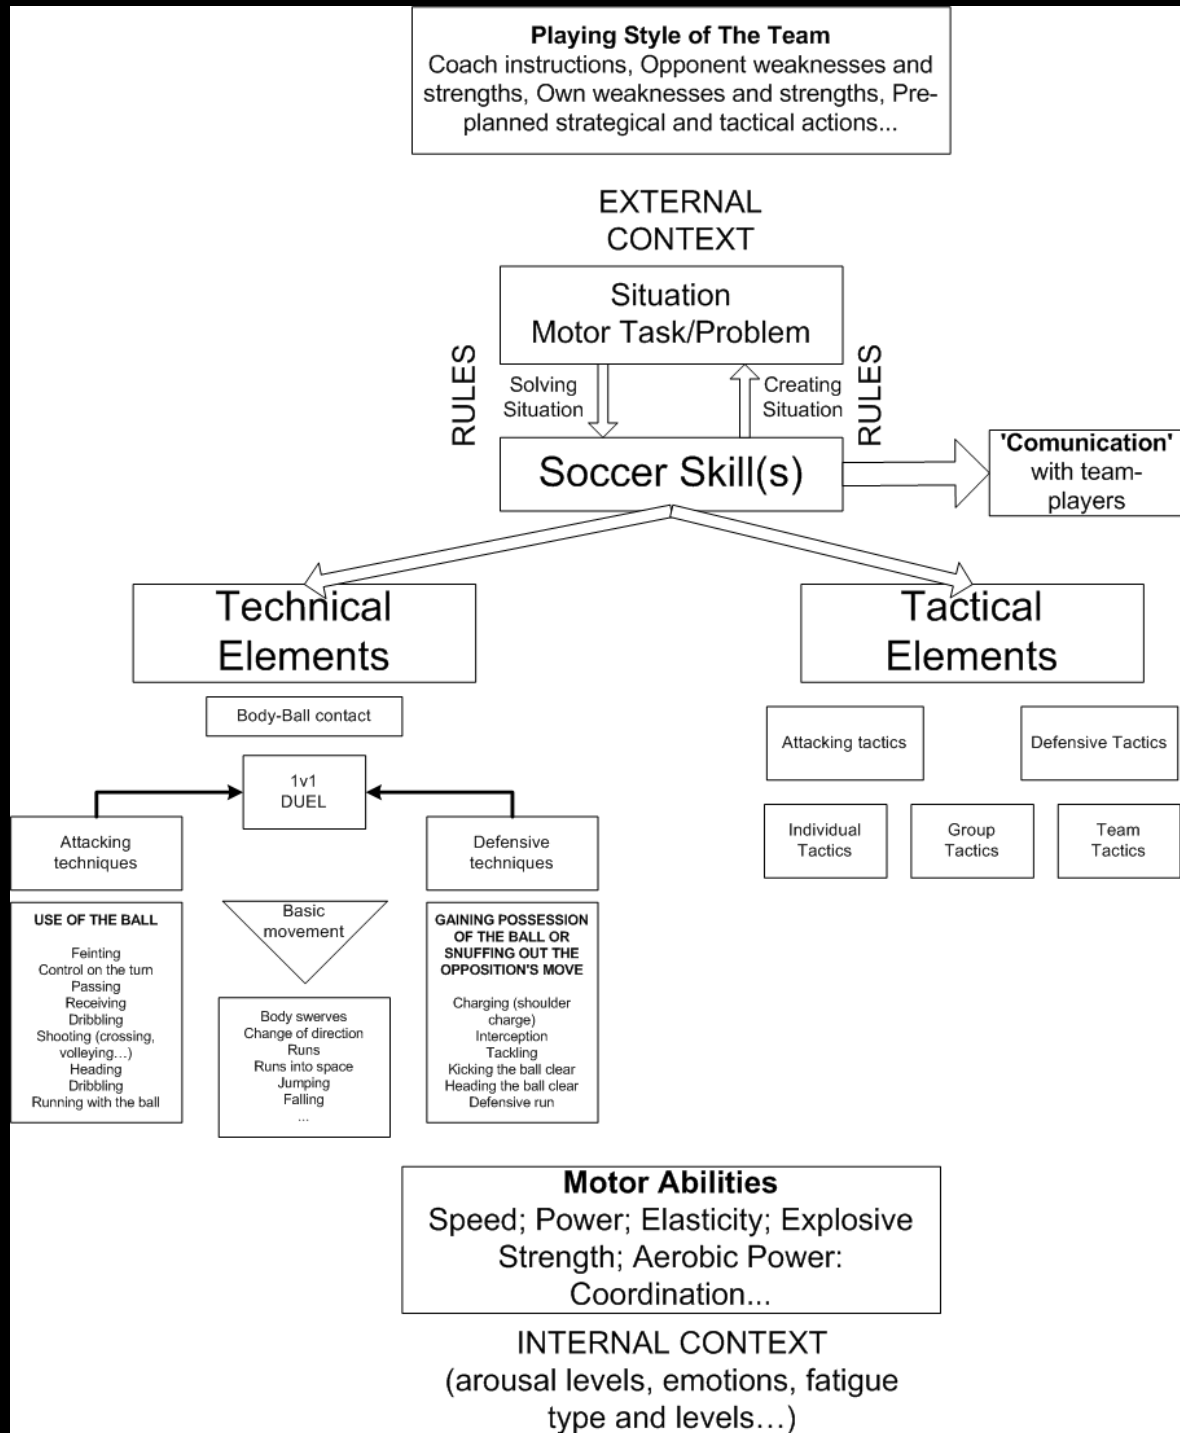 Playing Style of The Team
Coach instructions, Opponent weaknesses and
strengths, Own weaknesses and strengths, Pre-
planned strategical and tactical actions...
EXTERNAL
CONTEXT
Situation
Motor Task/Problem
RULES
Solving
Situation
Creating
Situation
RULES
Soccer Skill(s)
'Comunication'
with team-
players
Technical
Elements
Tactical
Elements
Body-Ball contact
1v1
DUEL
Attacking
techniques
Defensive
techniques
USE OF THE BALL
Feinting
Control on the turn
Passing
Receiving
Dribbling
Shooting (crossing,
volleying...)
Heading
Dribbling
Running with the ball
Basic
movement
Body swerves
Change of direction
Runs
Runs into space
Jumping
Falling
...
GAINING POSSESSION
OF THE BALL OR
SNUFFING OUT THE
OPPOSITION'S MOVE
Charging (shoulder
charge)
Interception
Tackling
Kicking the ball clear
Heading the ball clear
Defensive run
Attacking tactics
Defensive Tactics
Individual
Tactics
Group
Tactics
Team
Tactics
Motor Abilities
Speed; Power; Elasticity; Explosive
Strength; Aerobic Power:
Coordination...
INTERNAL CONTEXT
(arousal levels, emotions, fatigue
type and levels...)